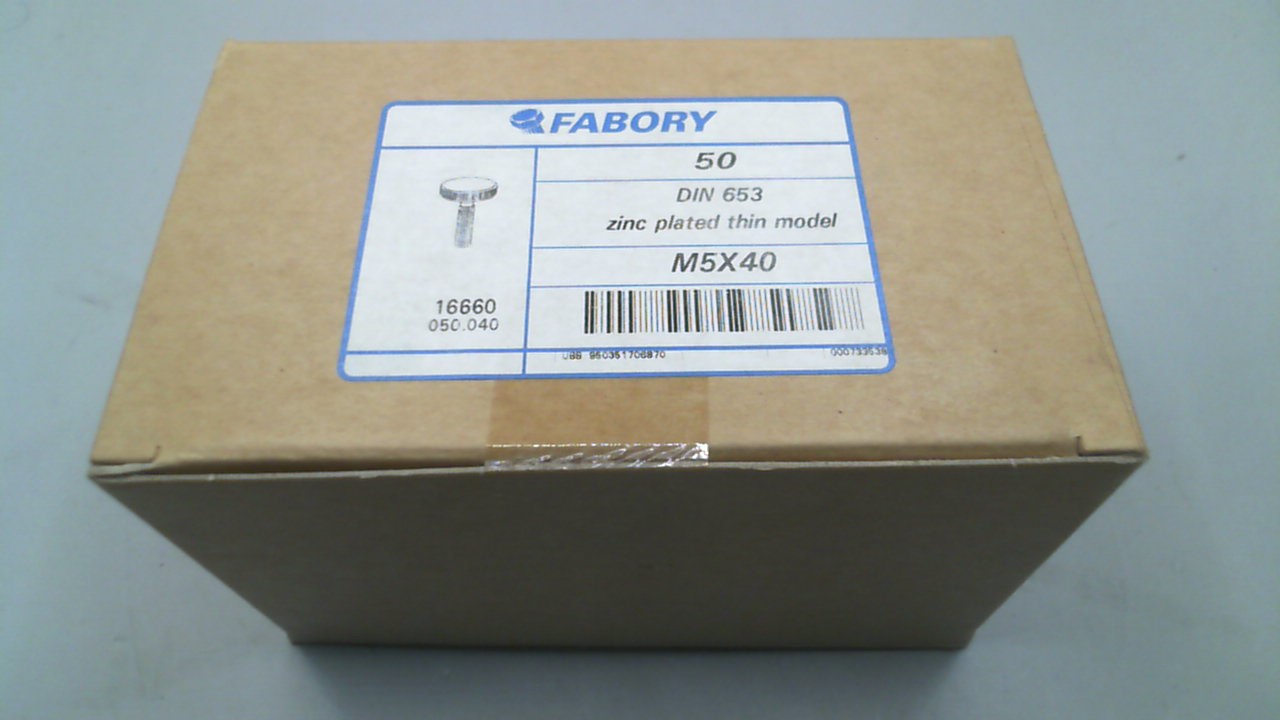 FABORY
50
DIN 653
zinc plated thin model
M5X40
16660
050.040